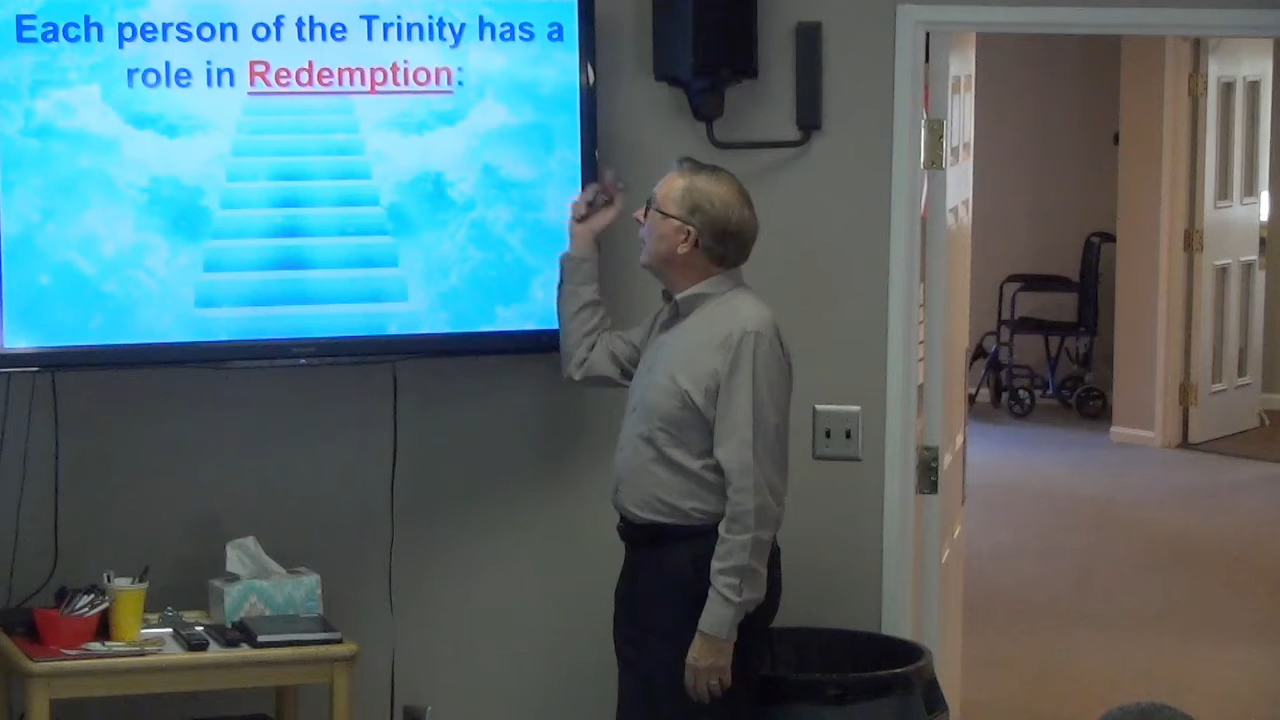 Each person of the Trinity has a
role in Redemption: